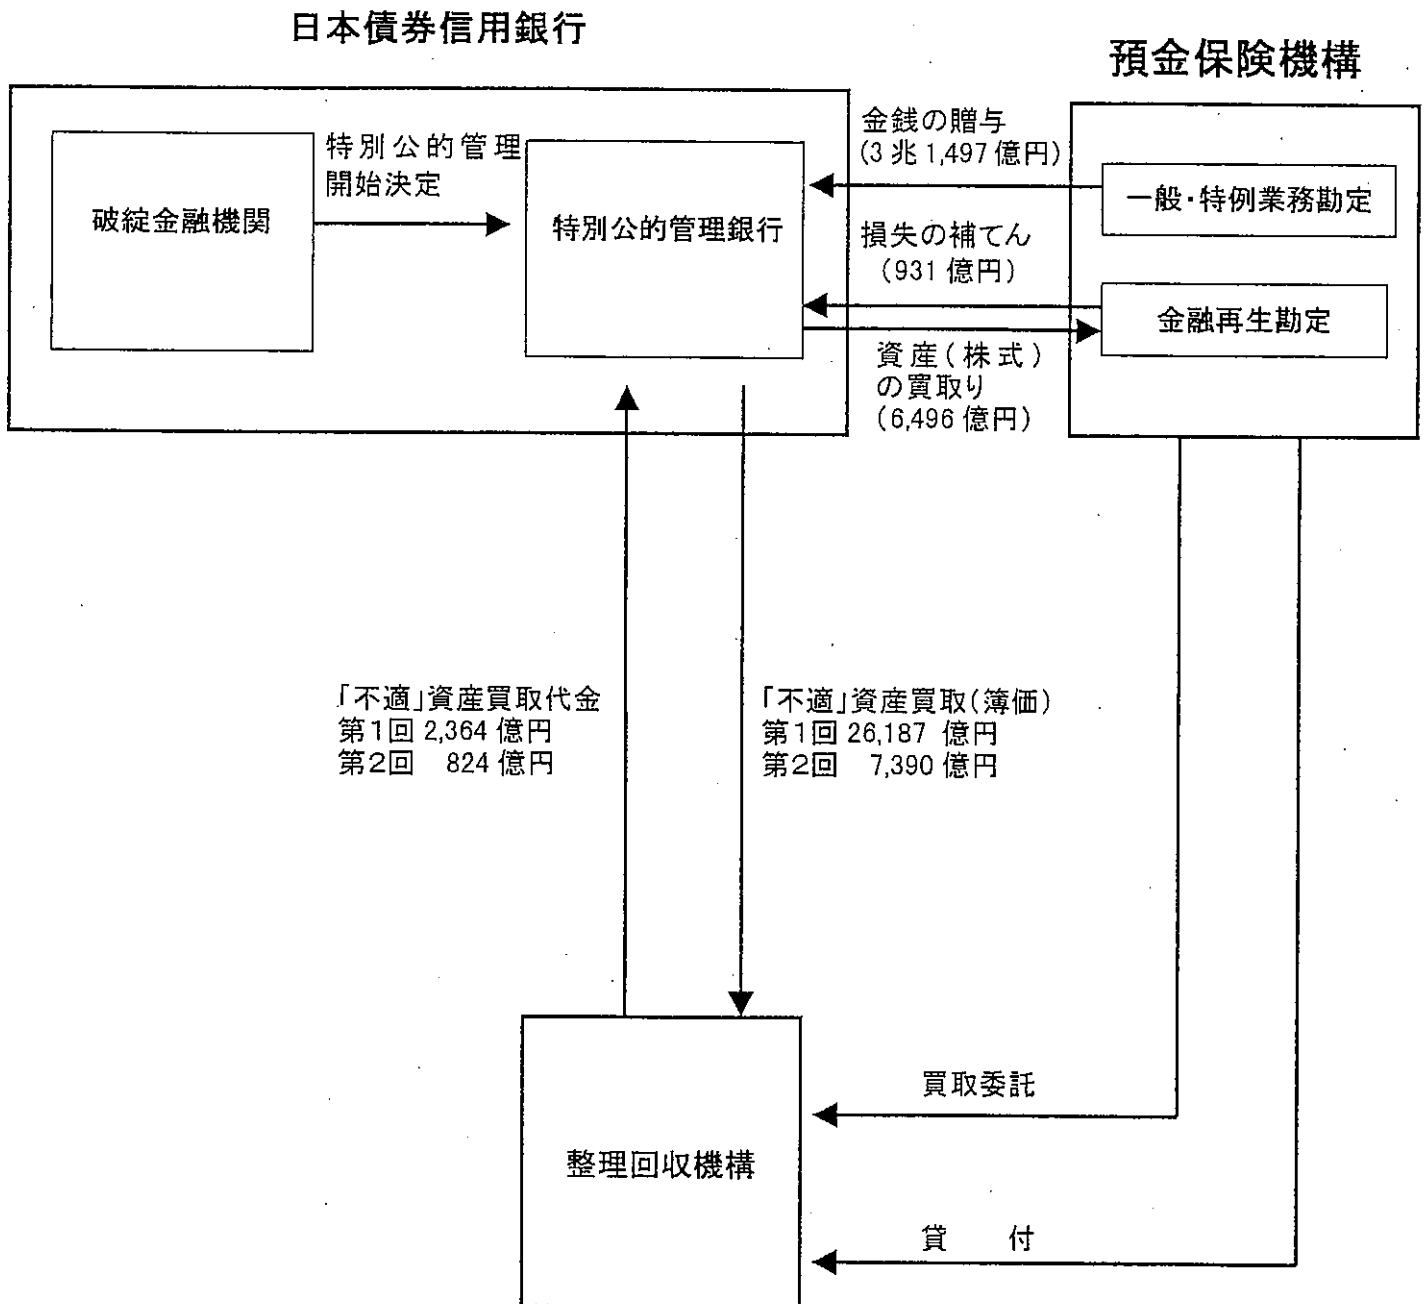 日本債券信用銀行
預金保険機構
破綻金融機関
特別公的管理
開始決定
特別公的管理銀行
金銭の贈与
(3兆1,497億円)
損失の補てん
(931億円)
資産(株式)
の買取り
(6,496億円)
一般・特例業務勘定
金融再生勘定
「不適」資産買取代金
第1回 2,364億円
第2回 824億円
「不適」資産買取(簿価)
第1回 26,187 億円
第2回 7,390億円
買取委託
整理回収機構
貸 付